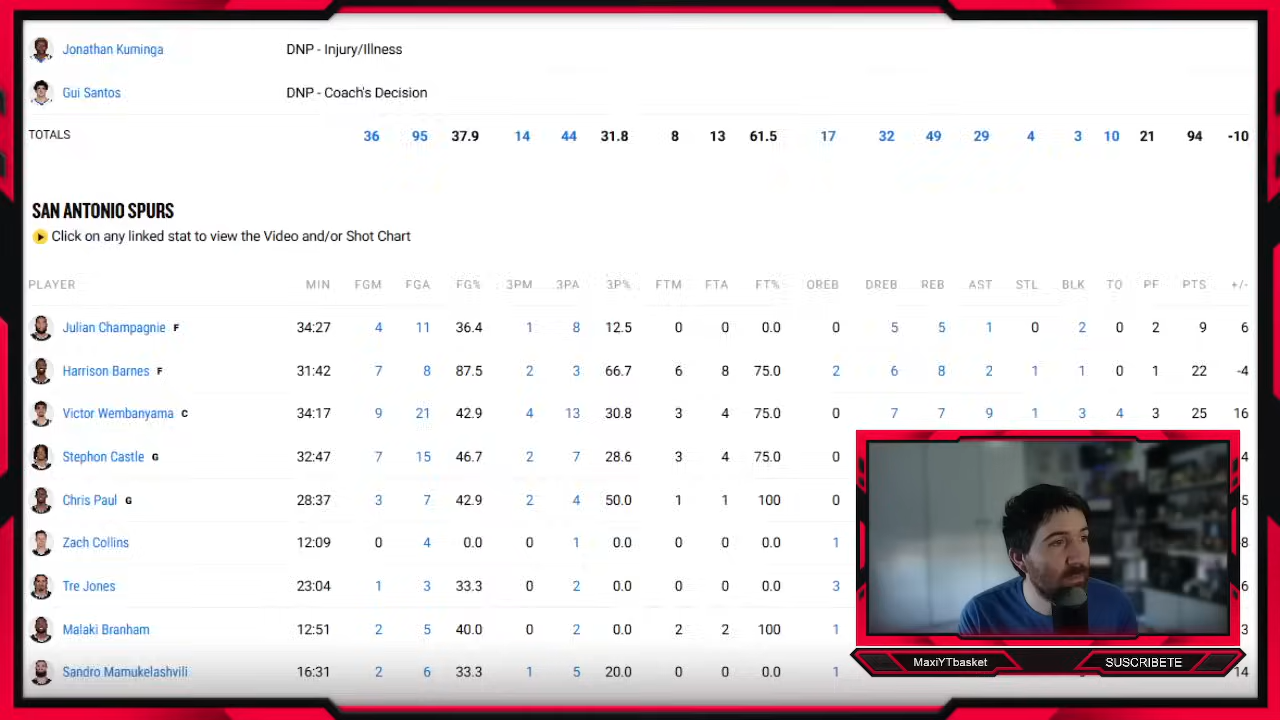 Jonathan Kuminga DNP - Injury/Illness
Gui Santos DNP - Coach's Decision
TOTALS 36 95 37.9 14 44 31.8 8 13 61.5 17 32 49 29 4 3 10 21 94 -10
SAN ANTONIO SPURS
Click on any linked stat to view the Video and/or Shot Chart
PLAYER MIN FGM FGA FG% 3PM 3PA 3P% FTM FTA FT% OREB DREB REB AST STL BLK TO PF PTS +/-
Julian Champagnie F 34:27 4 11 36.4 1 8 12.5 0 0 0.0 0 5 5 1 0 2 0 2 9 6
Harrison Barnes F 31:42 7 8 87.5 2 3 66.7 6 8 75.0 2 6 8 2 1 1 0 1 22 -4
Victor Wembanyama C 34:17 9 21 42.9 4 13 30.8 3 4 75.0 0 7 7 9 1 3 4 3 25 16
Stephon Castle G 32:47 7 15 46.7 2 7 28.6 3 4 75.0 0 4
Chris Paul G 28:37 3 7 42.9 2 4 50.0 1 1 100 0 5
Zach Collins 12:09 0 4 0.0 0 1 0.0 0 0 0.0 1 8
Tre Jones 23:04 1 3 33.3 0 2 0.0 0 0 0.0 3 6
Malaki Branham 12:51 2 5 40.0 0 2 0.0 2 2 100 1 3
Sandro Mamukelashvili 16:31 2 6 33.3 1 5 20.0 0 0 0.0 1 14
MaxiYTbasket SUSCRIBETE